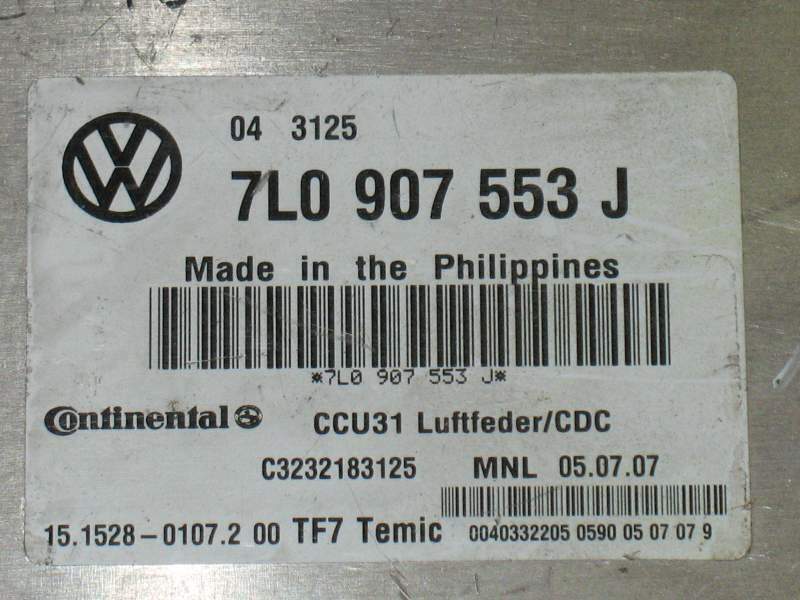 04 3125
7L0 907 553 J
Made in the Philippines
*7L0 907 553 J*
Continental CCU31 Luftfeder/CDC
C3232183125 MNL 05.07.07
15.1528-0107.2 00 TF7 Temic 0040332205 0590 05 07 07 9